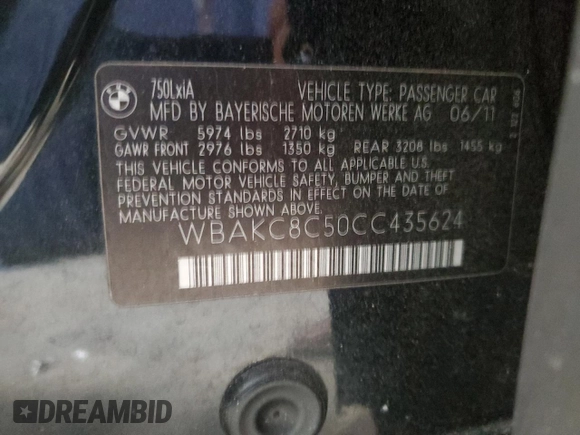 BMW
750LxiA VEHICLE TYPE: PASSENGER CAR
MFD BY BAYERISCHE MOTOREN WERKE AG 06/11
GVWR 5974 lbs 2710 kg
GAWR FRONT 2976 lbs 1350 kg REAR 3208 lbs 1455 kg
THIS VEHICLE CONFORMS TO ALL APPLICABLE U.S.
FEDERAL MOTOR VEHICLE SAFETY, BUMPER AND THEFT
PREVENTION STANDARDS IN EFFECT ON THE DATE OF
MANUFACTURE SHOWN ABOVE.
WBAKC8C50CC435624
DREAMBID